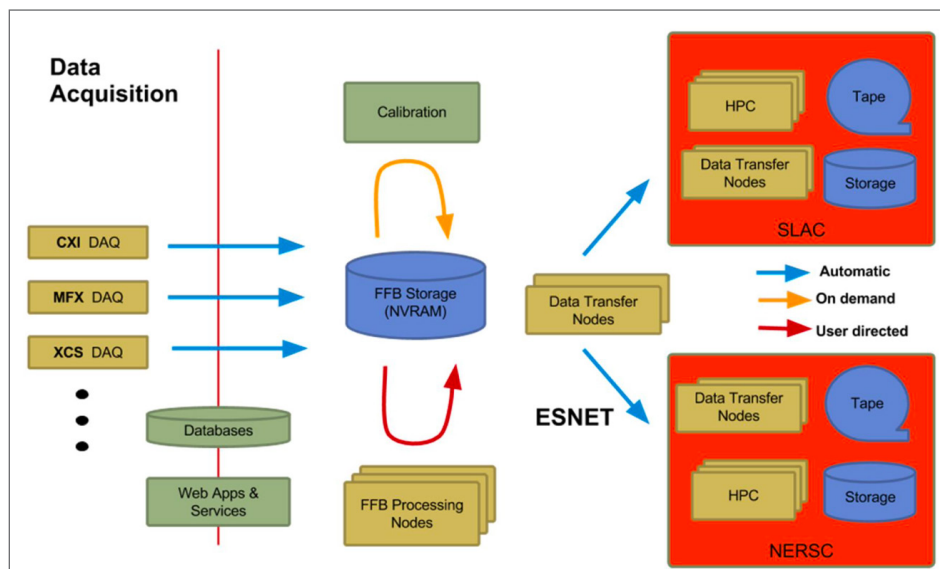 Data
Acquisition
Calibration
CXI DAQ
MFX DAQ
XCS DAQ
FFB Storage
(NVRAM)
Databases
Web Apps &
Services
FFB Processing
Nodes
Data Transfer
Nodes
ESNET
HPC
Tape
Data Transfer
Nodes
Storage
SLAC
Automatic
On demand
User directed
Data Transfer
Nodes
Tape
HPC
Storage
NERSC